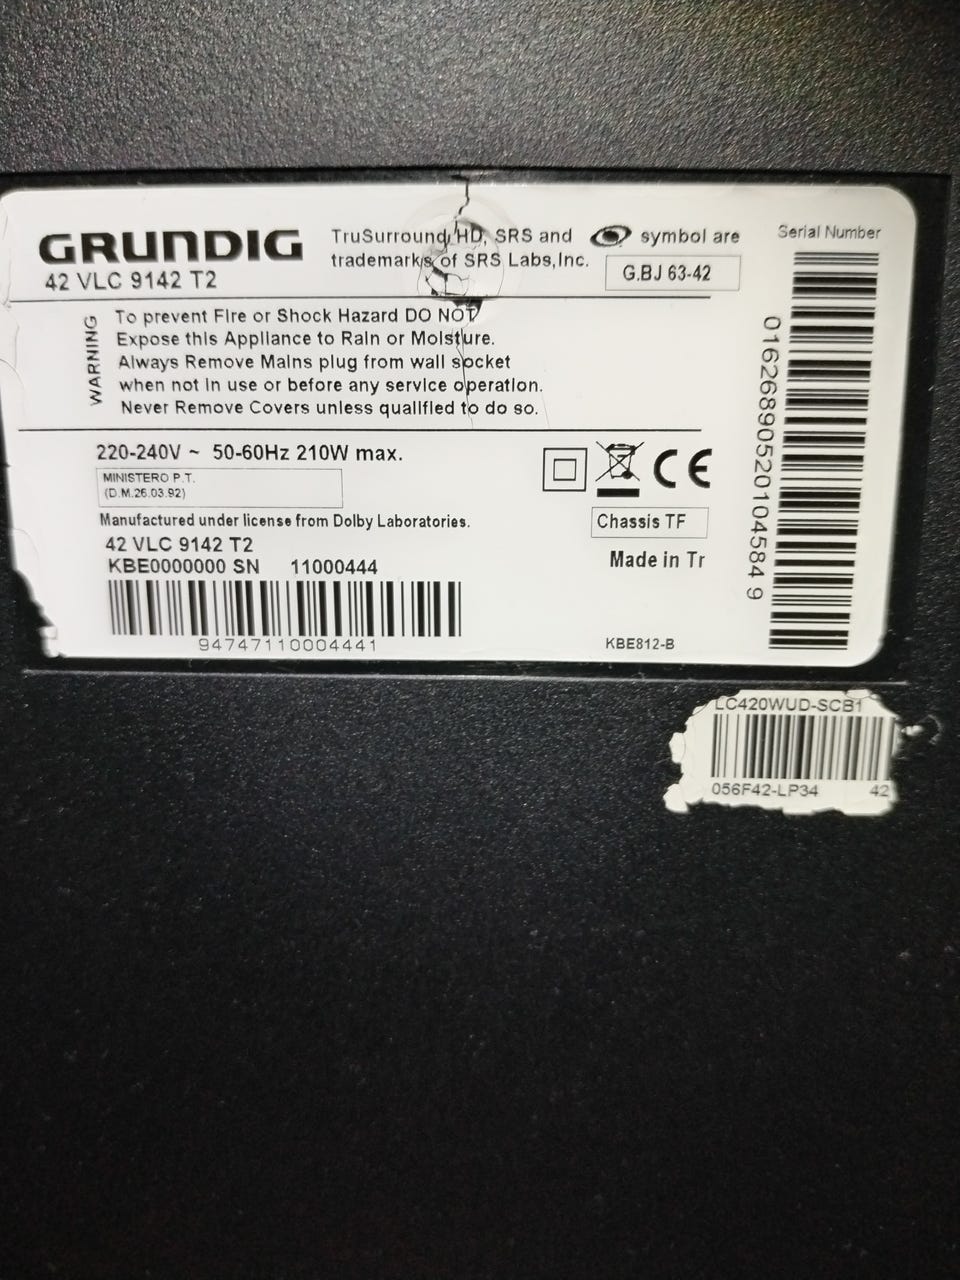 GRUNDIG
42 VLC 9142 T2
TruSurround HD, SRS and symbol are
trademarks of SRS Labs,Inc.
G.BJ 63-42
Serial Number
0162689052010458 4 9
WARNING
To prevent Fire or Shock Hazard DO NOT
Expose this Appliance to Rain or Moisture.
Always Remove Mains plug from wall socket
when not in use or before any service operation.
Never Remove Covers unless qualified to do so.
220-240V ~ 50-60Hz 210W max.
MINISTERO P.T.
(D.M.26.03.92)
CE
Manufactured under license from Dolby Laboratories.
Chassis TF
42 VLC 9142 T2
KBE0000000 SN 11000444
Made in Tr
94747110004441
KBE812-B
LC420WUD-SCB1
056F42-LP34 42